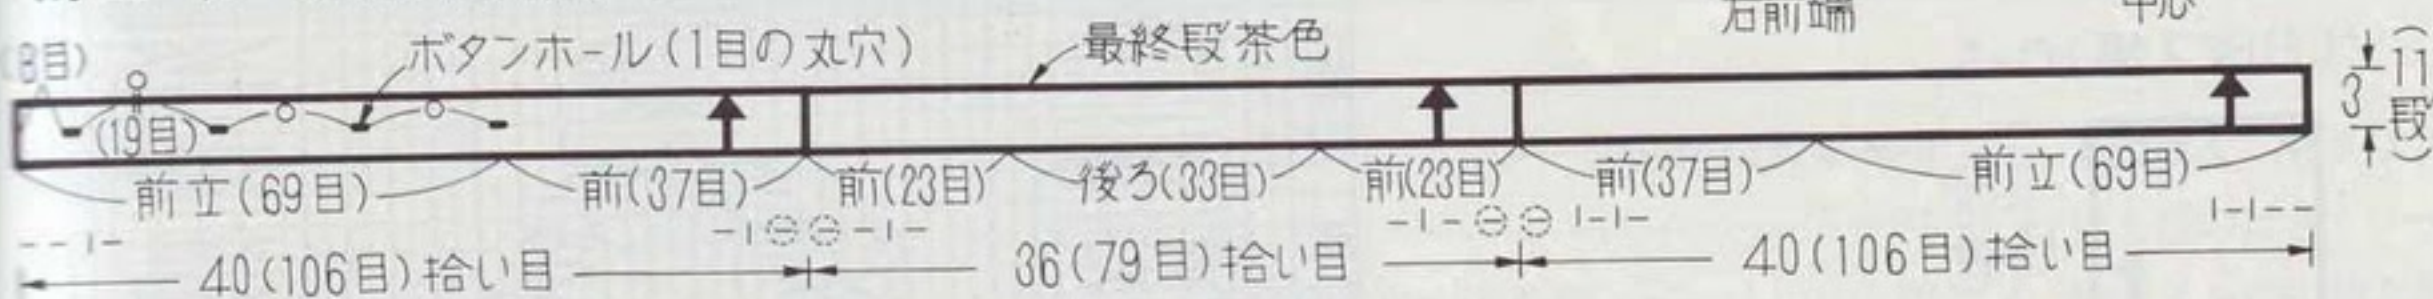 右前端 中心
(8目) ボタンホール(1目の丸穴) 最終段茶色
(19目) 3 (11段)
前立(69目) 前(37目) 前(23目) 後ろ(33目) 前(23目) 前(37目) 前立(69目)
40(106目)拾い目 36(79目)拾い目 40(106目)拾い目